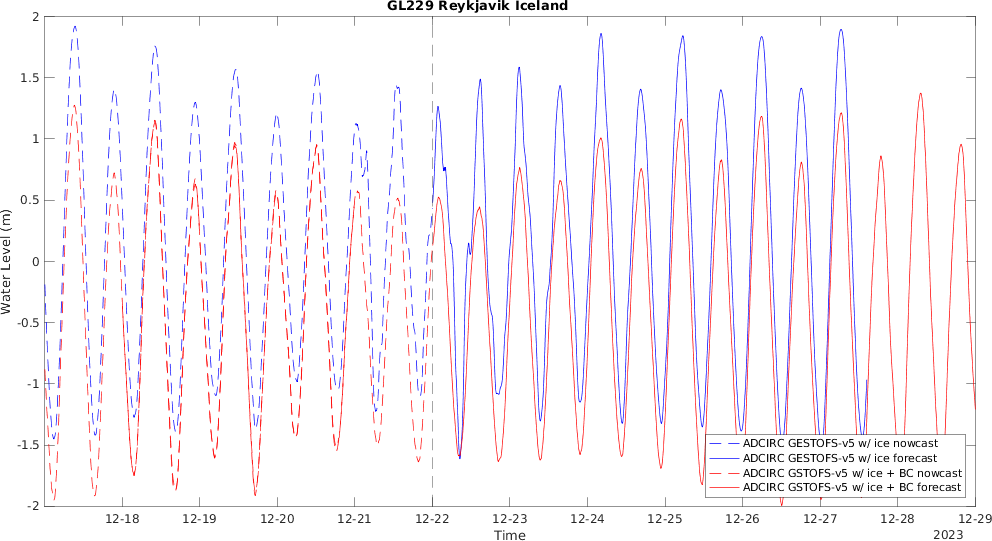 GL229 Reykjavik Iceland
2
1.5
1
0.5
0
-0.5
-1
-1.5
-2
Water Level (m)
ADCIRC GESTOFS-v5 w/ ice nowcast
ADCIRC GESTOFS-v5 w/ ice forecast
ADCIRC GSTOFS-v5 w/ ice + BC nowcast
ADCIRC GSTOFS-v5 w/ ice + BC forecast
12-18 12-19 12-20 12-21 12-22 12-23 12-24 12-25 12-26 12-27 12-28 12-29
Time
2023